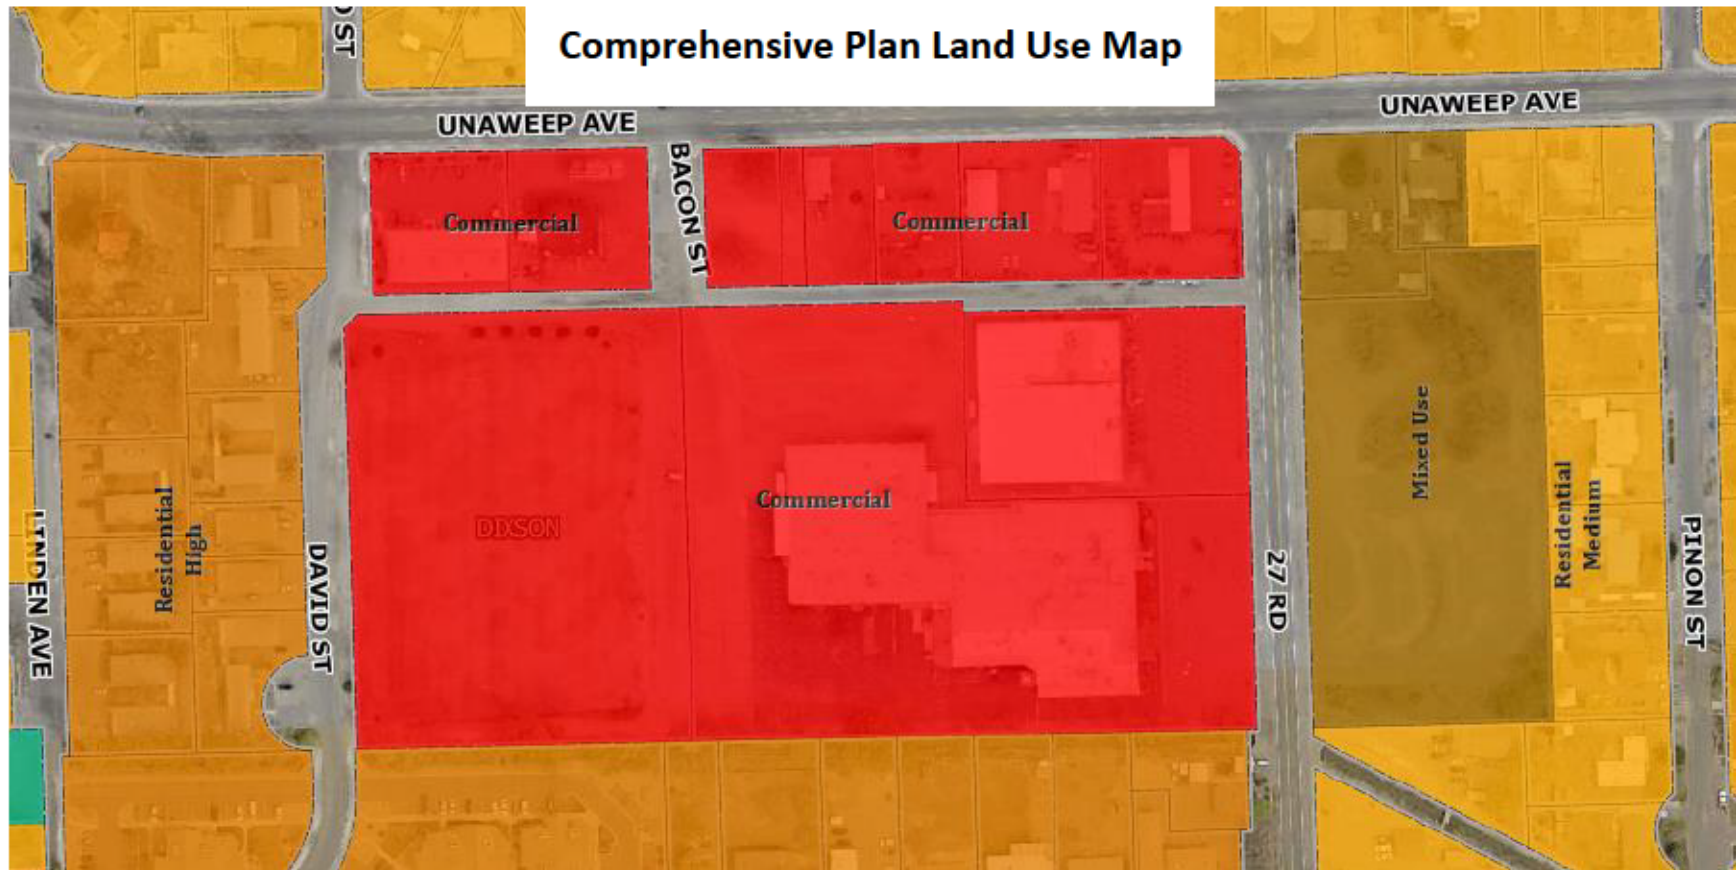 Comprehensive Plan Land Use Map
D ST
UNAWEEP AVE
UNAWEEP AVE
BACON ST
Commercial
Commercial
Mixed Use
Commercial
DIXSON
Residential
High
Residential
Medium
LINDEN AVE
DAVID ST
27 RD
PINON ST